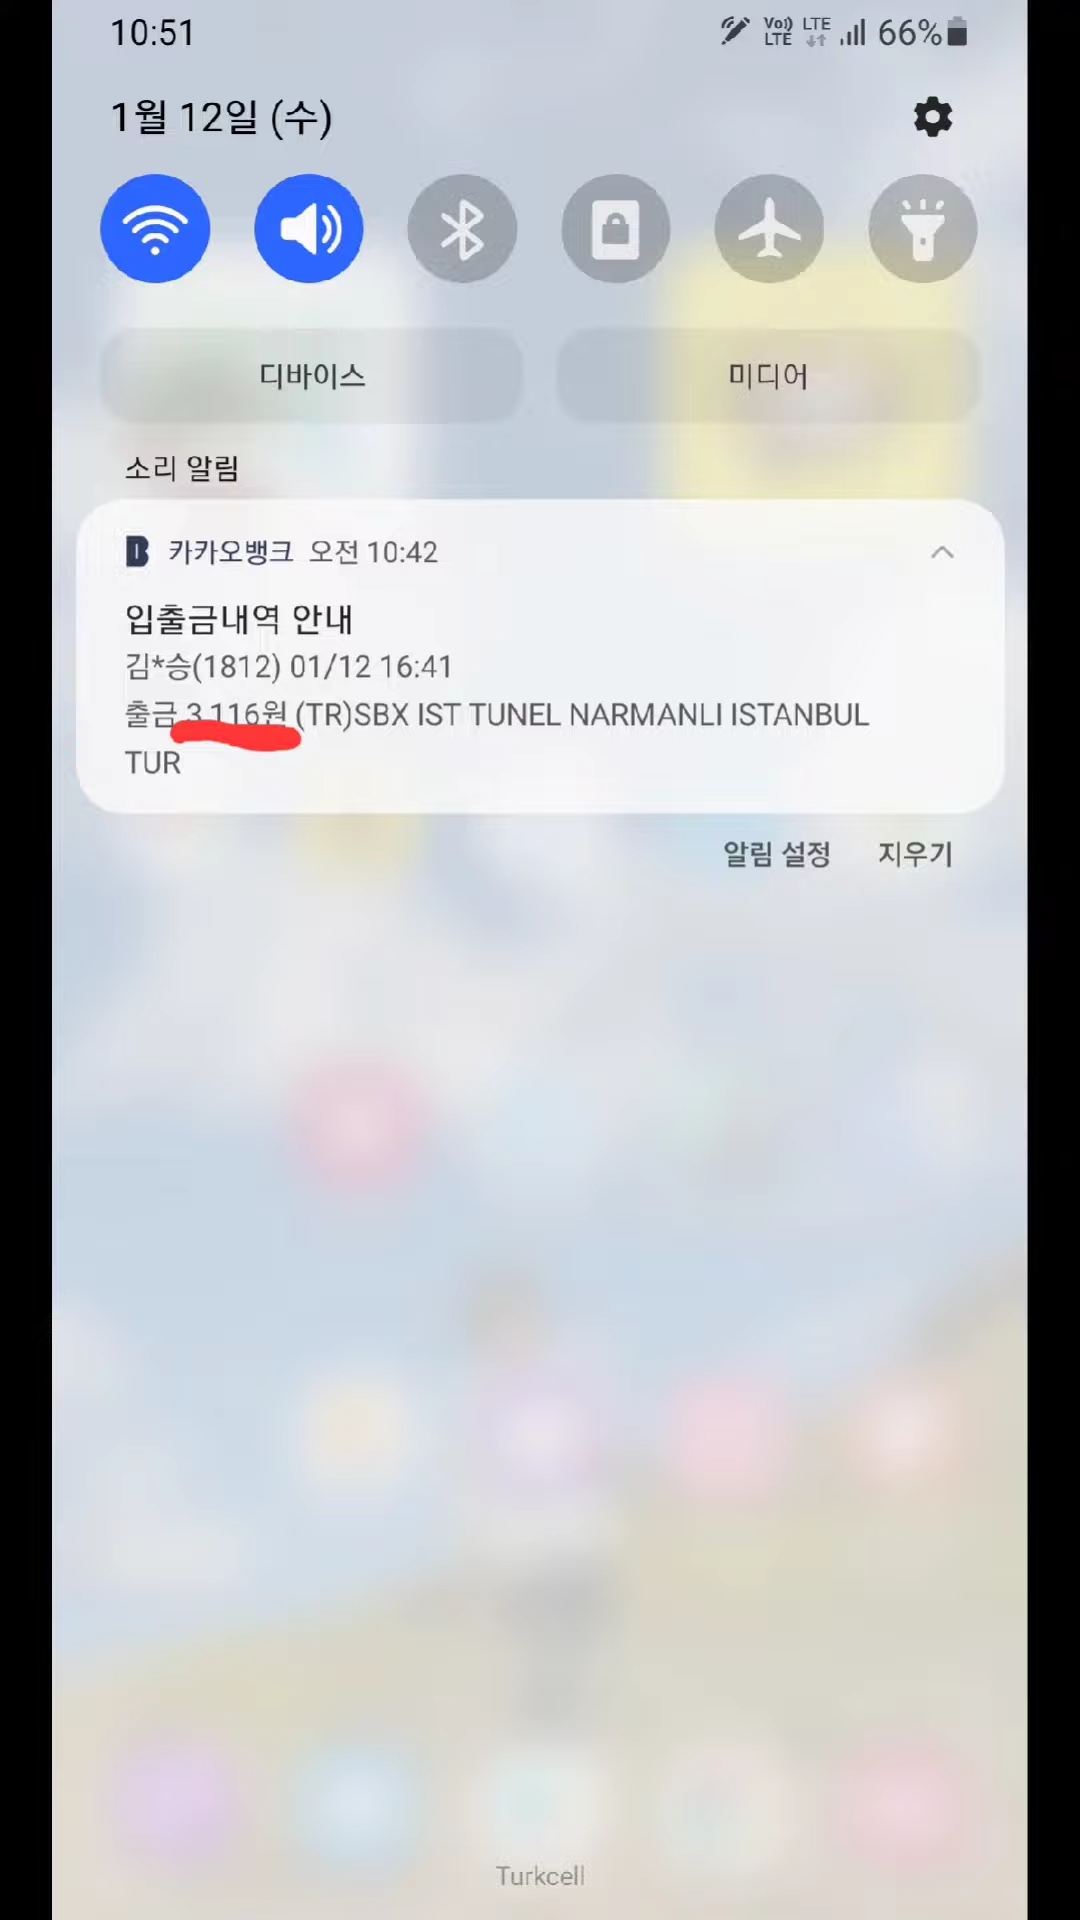 10:51
Vo)) LTE
LTE
66%
1월 12일 (수)
디바이스
미디어
소리 알림
카카오뱅크 오전 10:42
입출금내역 안내
김*승(1812) 01/12 16:41
출금 3,116원 (TR)SBX IST TUNEL NARMANLI ISTANBUL
TUR
알림 설정
지우기
Turkcell